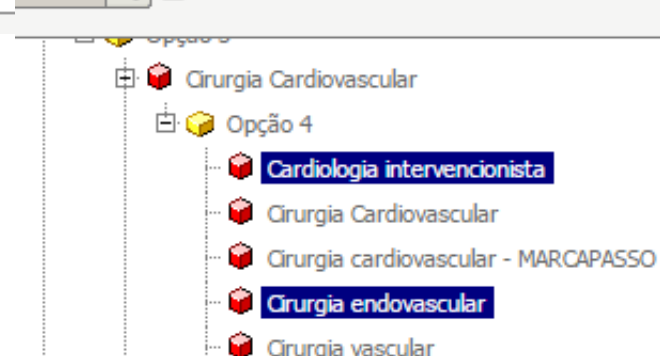 Cirurgia Cardiovascular
Opção 4
Cardiologia intervencionista
Cirurgia Cardiovascular
Cirurgia cardiovascular - MARCAPASSO
Cirurgia endovascular
Cirurgia vascular